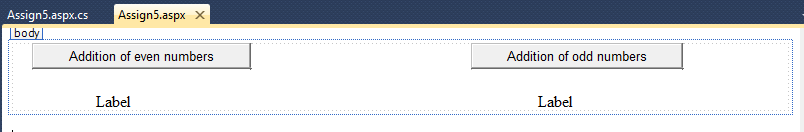 Assign5.aspx.cs Assign5.aspx
body
Addition of even numbers Addition of odd numbers
Label Label